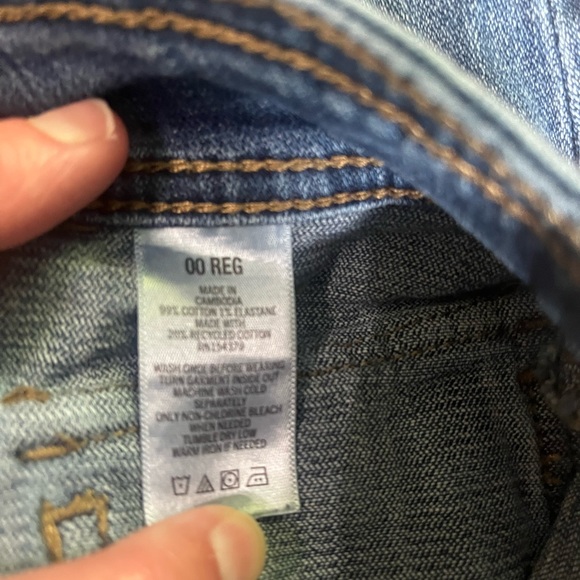 00 REG
MADE IN
CAMBODIA
99% COTTON 1% ELASTANE
MADE WITH
20% RECYCLED COTTON
RN154379
WASH ONCE BEFORE WEARING
TURN GARMENT INSIDE OUT
MACHINE WASH COLD
SEPARATELY
ONLY NON-CHLORINE BLEACH
WHEN NEEDED
TUMBLE DRY LOW
WARM IRON IF NEEDED